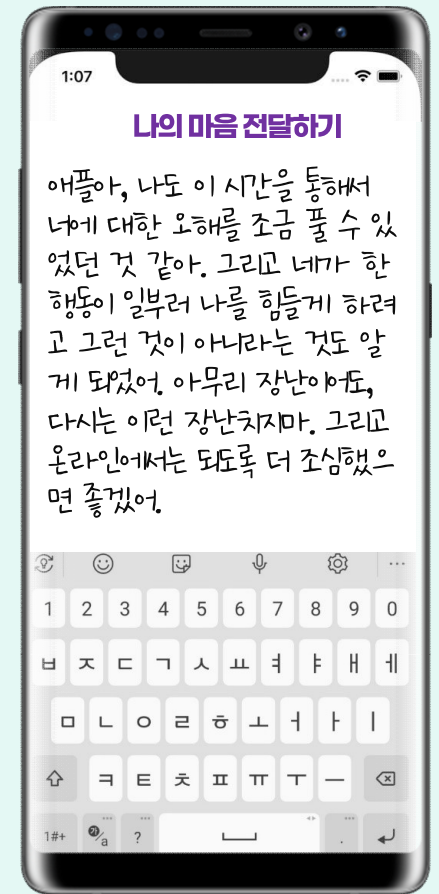 1:07
나의 마음 전달하기
애플아, 나도 이 시간을 통해서
너에 대한 오해를 조금 풀 수 있
었던 것 같아. 그리고 네가 한
행동이 일부러 나를 힘들게 하려
고 그런 것이 아니라는 것도 알
게 되었어. 아무리 장난이어도,
다시는 이런 장난치지마. 그리고
온라인에서는 되도록 더 조심했으
면 좋겠어.
1 2 3 4 5 6 7 8 9 0
ㅂ ㅈ ㄷ ㄱ ㅅ ㅛ ㅕ ㅑ ㅐ ㅔ
ㅁ ㄴ ㅇ ㄹ ㅎ ㅗ ㅓ ㅏ ㅣ
ㅋ ㅌ ㅊ ㅍ ㅠ ㅜ ㅡ
1#+ 가/a ? .